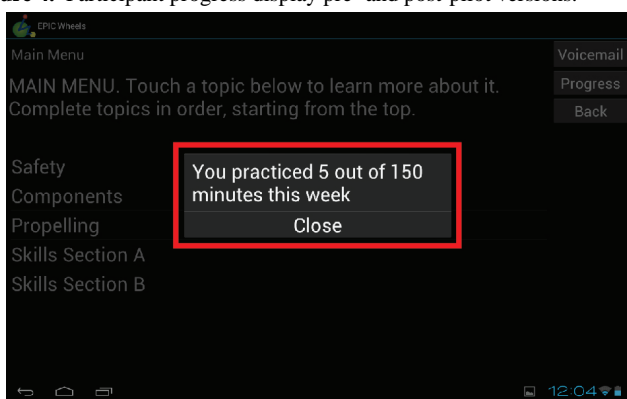 Participant progress display pre- and post-pilot versions.
EPIC Wheels
Main Menu
Voicemail
MAIN MENU. Touch a topic below to learn more about it.
Progress
Complete topics in order, starting from the top.
Back
Safety
You practiced 5 out of 150
minutes this week
Components
Propelling
Close
Skills Section A
Skills Section B
12:04